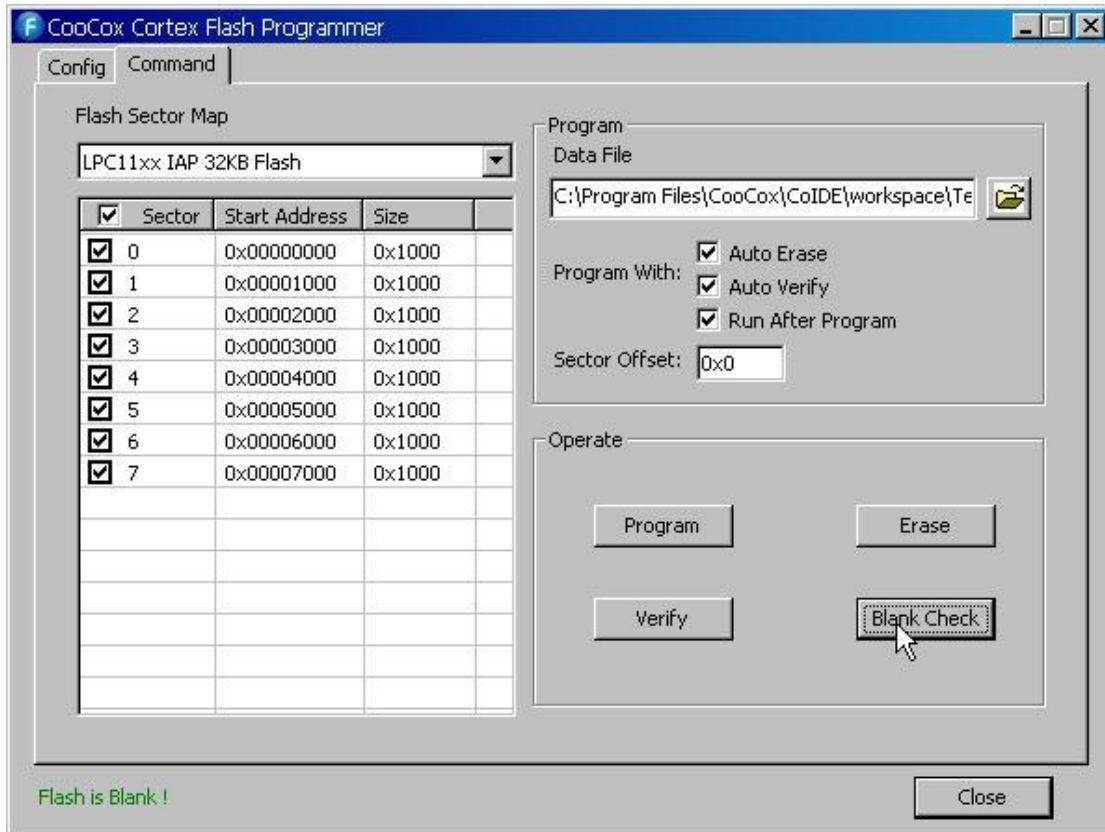 CooCox Cortex Flash Programmer
Config
Command
Flash Sector Map
LPC11xx IAP 32KB Flash
Sector Start Address Size
0 0x00000000 0x1000
1 0x00001000 0x1000
2 0x00002000 0x1000
3 0x00003000 0x1000
4 0x00004000 0x1000
5 0x00005000 0x1000
6 0x00006000 0x1000
7 0x00007000 0x1000
Program
Data File
C:\Program Files\CooCox\CoIDE\workspace\Te
Program With:
Auto Erase
Auto Verify
Run After Program
Sector Offset: 0x0
Operate
Program
Erase
Verify
Blank Check
Flash is Blank !
Close